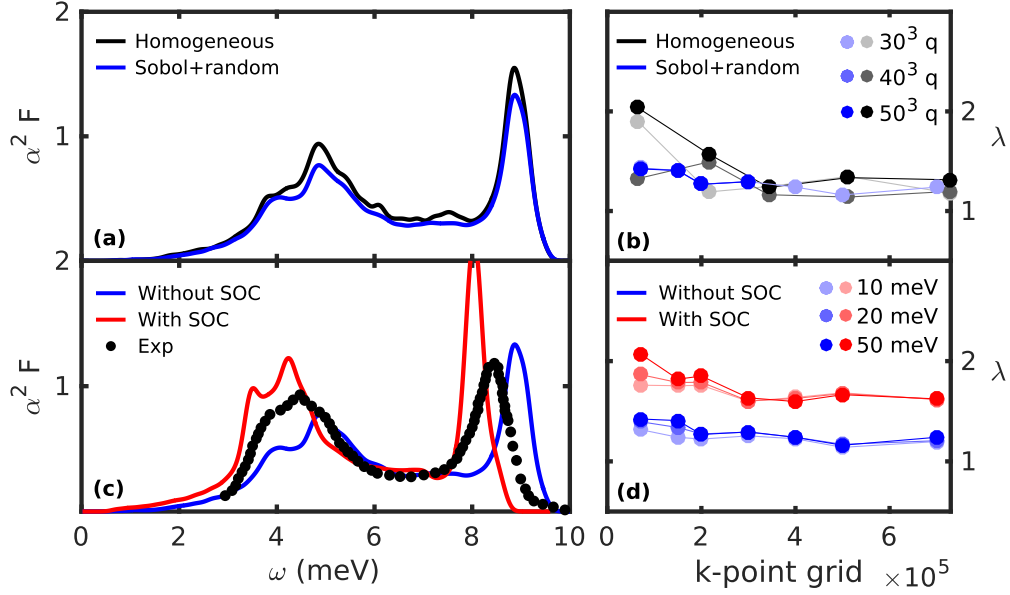 2
Homogeneous
Sobol+random
α² F
1
(a)
Homogeneous
Sobol+random
30³ q
40³ q
50³ q
2
λ
1
(b)
2
Without SOC
With SOC
Exp
α² F
1
(c)
0 2 4 6 8 10
ω (meV)
Without SOC
With SOC
10 meV
20 meV
50 meV
2
λ
1
(d)
0 2 4 6
k-point grid ×10⁵